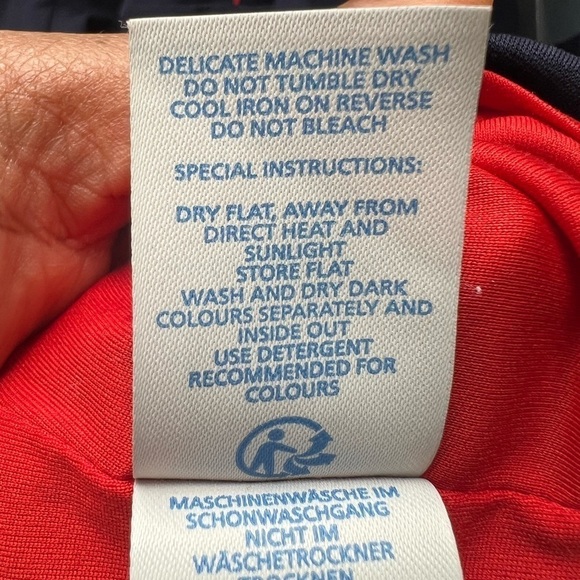 DELICATE MACHINE WASH
DO NOT TUMBLE DRY
COOL IRON ON REVERSE
DO NOT BLEACH
SPECIAL INSTRUCTIONS:
DRY FLAT, AWAY FROM
DIRECT HEAT AND
SUNLIGHT
STORE FLAT
WASH AND DRY DARK
COLOURS SEPARATELY AND
INSIDE OUT
USE DETERGENT
RECOMMENDED FOR
COLOURS
MASCHINENWÄSCHE IM
SCHONWASCHGANG
NICHT IM
WÄSCHETROCKNER
TROCKNEN